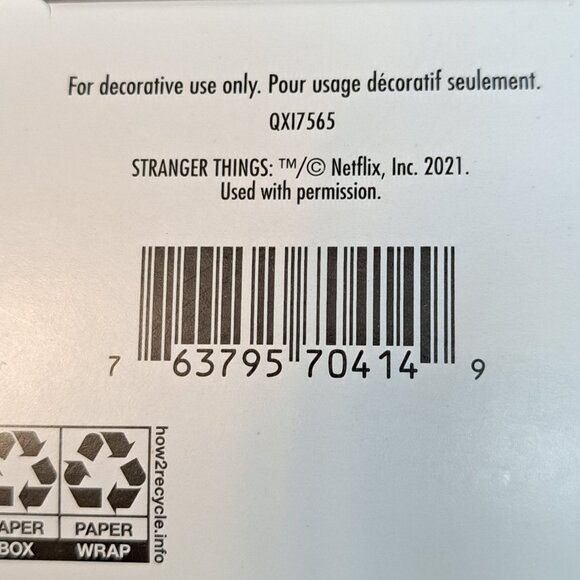 For decorative use only. Pour usage décoratif seulement.
QXI7565
STRANGER THINGS: ™/© Netflix, Inc. 2021.
Used with permission.
7 63795 70414 9
how2recycle.info
APER PAPER
BOX WRAP